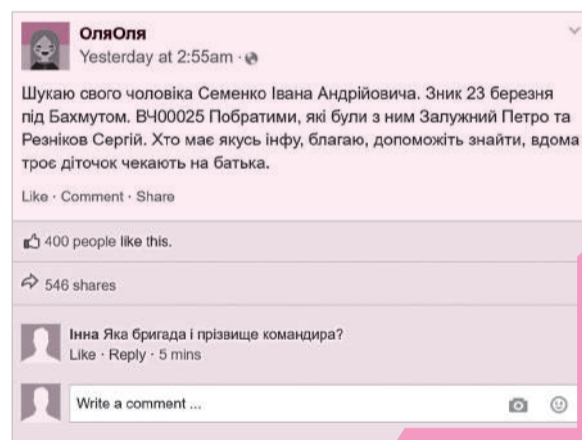 ОляОля
Yesterday at 2:55am ·
Шукаю свого чоловіка Семенко Івана Андрійовича. Зник 23 березня
під Бахмутом. ВЧ00025 Побратими, які були з ним Залужний Петро та
Резніков Сергій. Хто має якусь інфу, благаю, допоможіть знайти, вдома
троє діточок чекають на батька.
Like · Comment · Share
400 people like this.
546 shares
Інна Яка бригада і прізвище командира?
Like · Reply · 5 mins
Write a comment ...